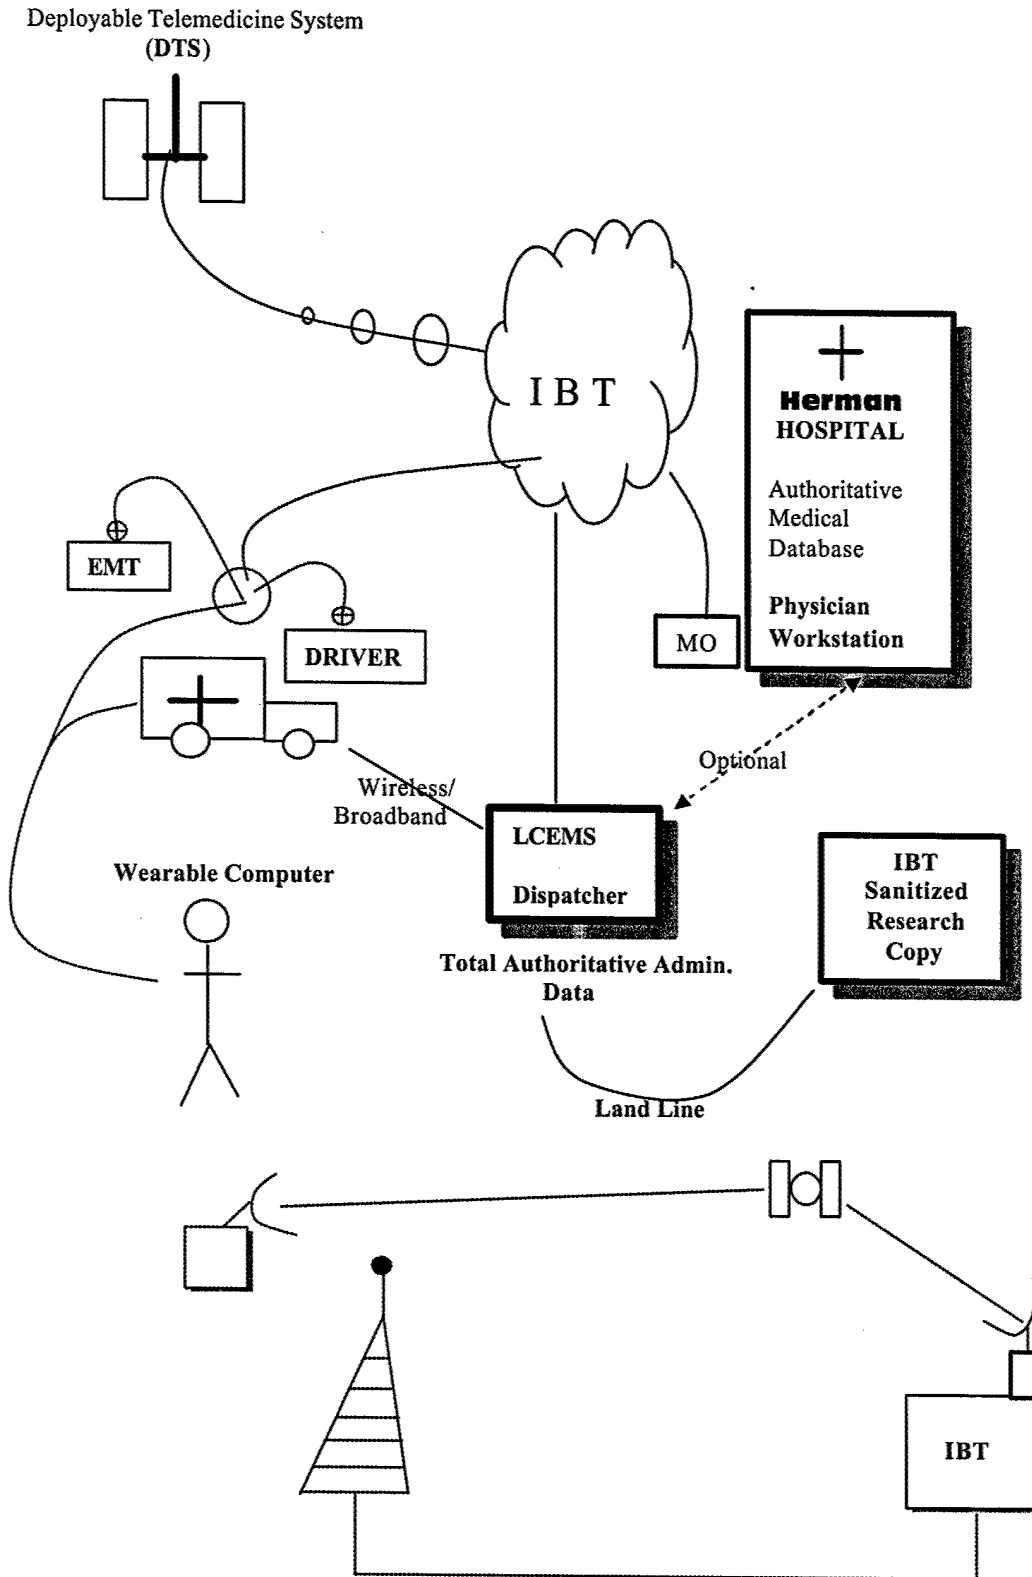 Deployable Telemedicine System
(DTS)
IBT
Herman
HOSPITAL
Authoritative
Medical
Database
Physician
Workstation
EMT
DRIVER
MO
Optional
Wireless/
Broadband
LCEMS
Dispatcher
IBT
Sanitized
Research
Copy
Wearable Computer
Total Authoritative Admin.
Data
Land Line
IBT